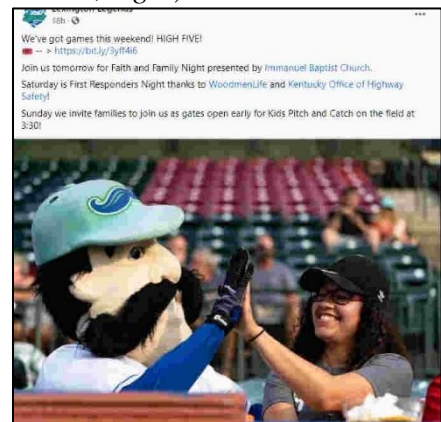 Lexington Legends
18h
We've got games this weekend! HIGH FIVE!
-- > https://bit.ly/3yff4i6
Join us tomorrow for Faith and Family Night presented by Immanuel Baptist Church.
Saturday is First Responders Night thanks to WoodmenLife and Kentucky Office of Highway
Safety!
Sunday we invite families to join us as gates open early for Kids Pitch and Catch on the field at
3:30!